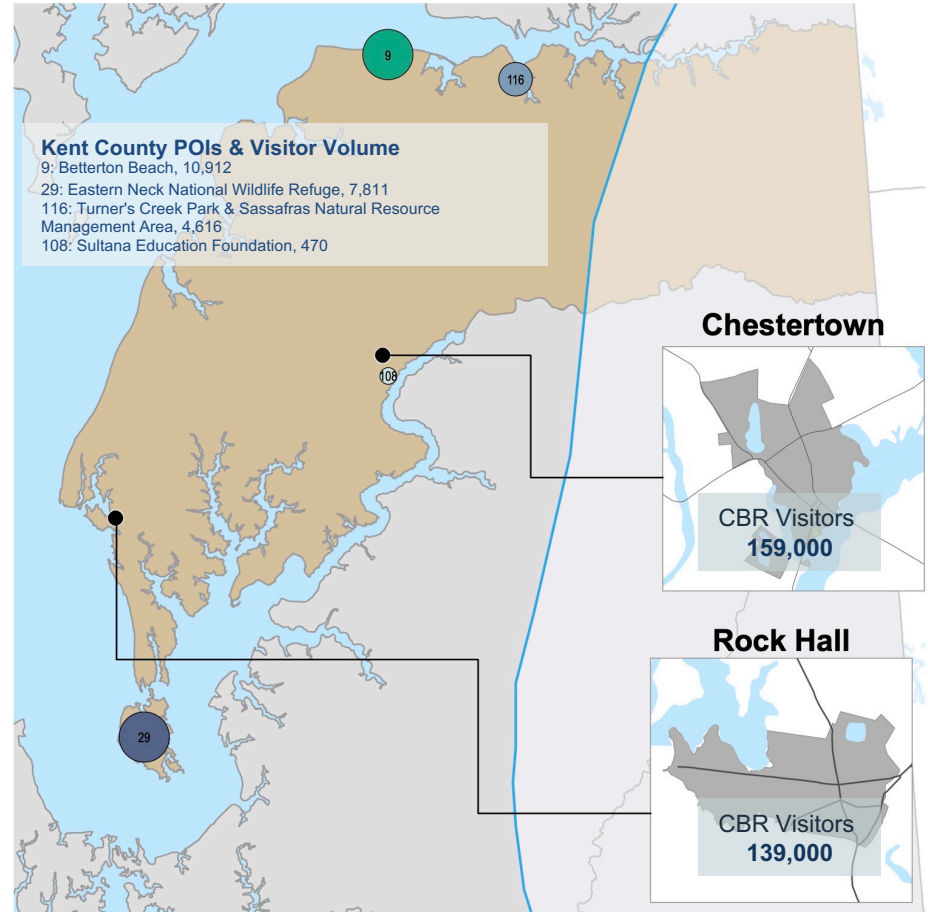 9
116
Kent County POIs & Visitor Volume
9: Betterton Beach, 10,912
29: Eastern Neck National Wildlife Refuge, 7,811
116: Turner's Creek Park & Sassafras Natural Resource
Management Area, 4,616
108: Sultana Education Foundation, 470
Chestertown
108
CBR Visitors
159,000
Rock Hall
29
CBR Visitors
139,000